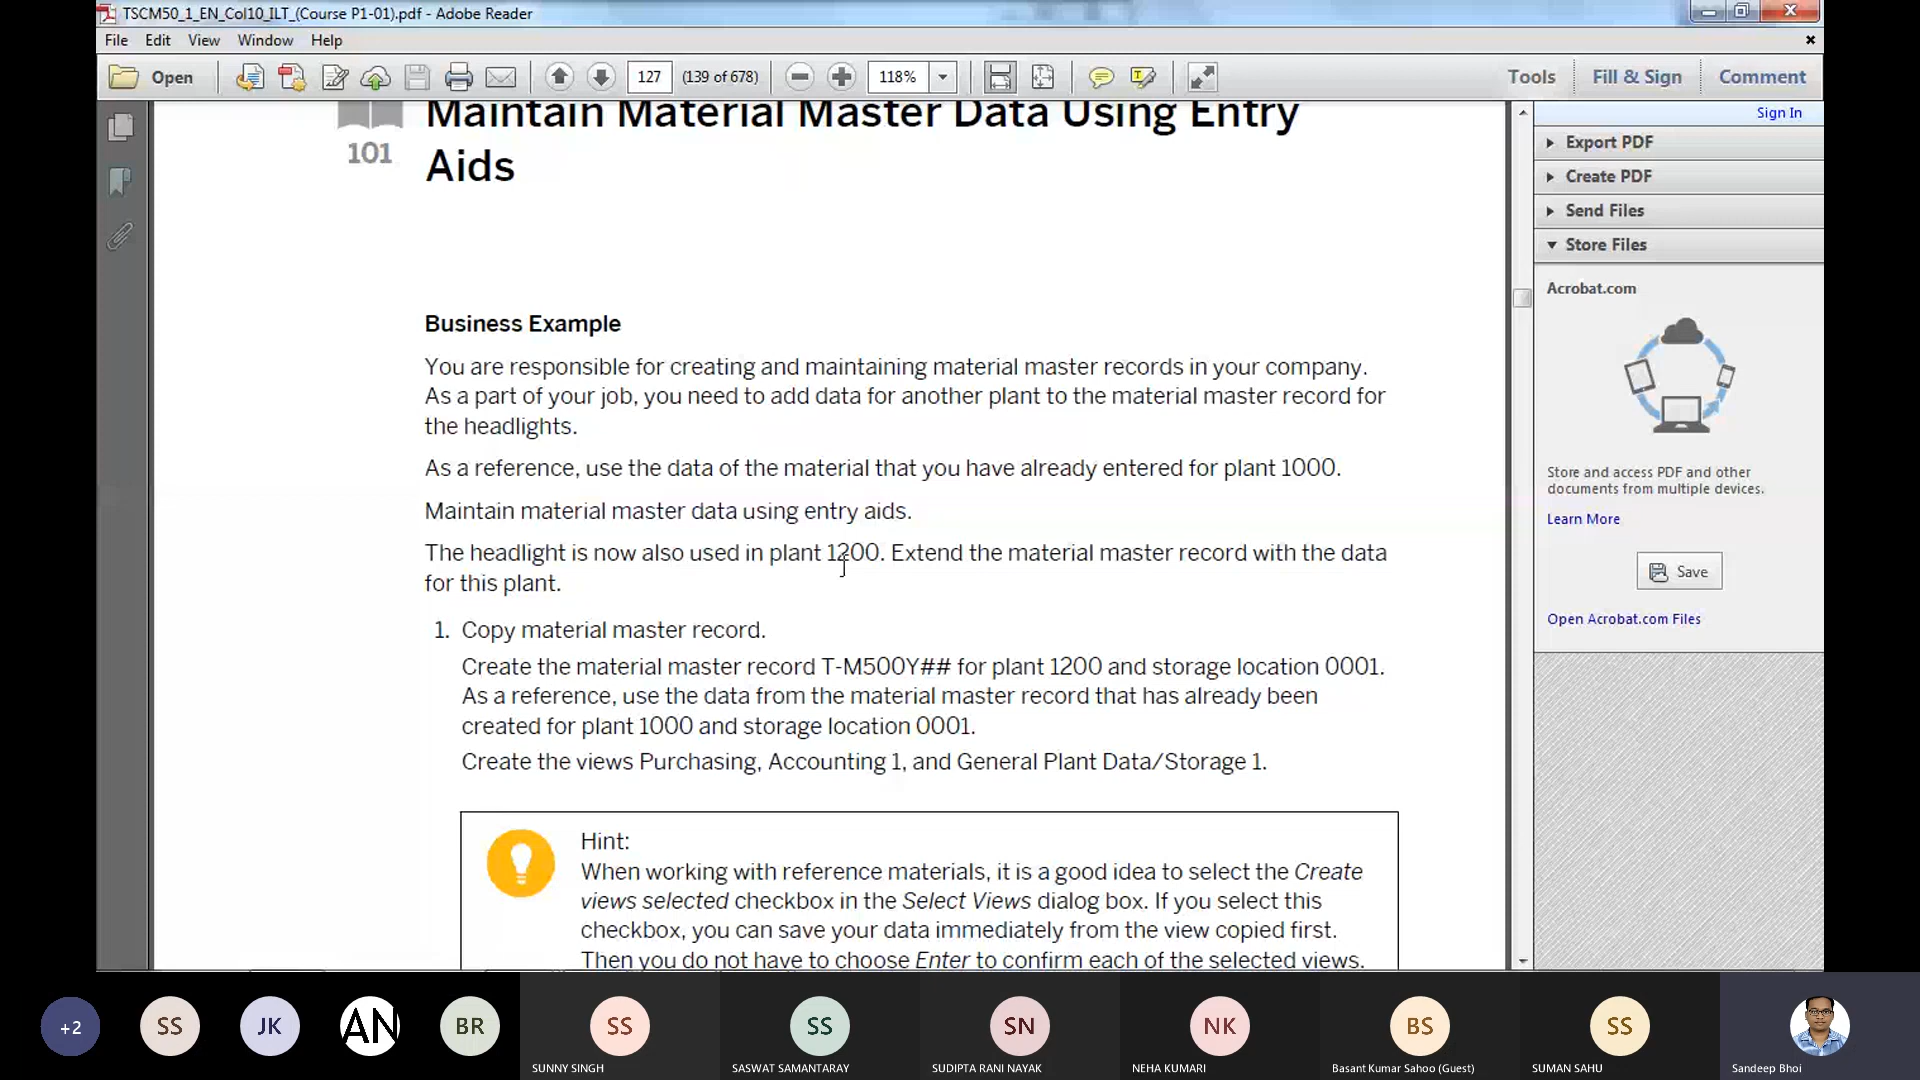 TSCM50_1_EN_Col10_ILT_(Course P1-01).pdf - Adobe Reader
File Edit View Window Help
Open 127 (139 of 678) 118% Tools Fill & Sign Comment
Sign In
Export PDF
Create PDF
Send Files
Store Files
Acrobat.com
Store and access PDF and other
documents from multiple devices.
Learn More
Save
Open Acrobat.com Files
101
Maintain Material Master Data Using Entry
Aids
Business Example
You are responsible for creating and maintaining material master records in your company.
As a part of your job, you need to add data for another plant to the material master record for
the headlights.
As a reference, use the data of the material that you have already entered for plant 1000.
Maintain material master data using entry aids.
The headlight is now also used in plant 1200. Extend the material master record with the data
for this plant.
1. Copy material master record.
Create the material master record T-M500Y## for plant 1200 and storage location 0001.
As a reference, use the data from the material master record that has already been
created for plant 1000 and storage location 0001.
Create the views Purchasing, Accounting 1, and General Plant Data/Storage 1.
Hint:
When working with reference materials, it is a good idea to select the Create
views selected checkbox in the Select Views dialog box. If you select this
checkbox, you can save your data immediately from the view copied first.
Then you do not have to choose Enter to confirm each of the selected views.
+2 SS JK AN BR SS SS SN NK BS SS
SUNNY SINGH SASWAT SAMANTARAY SUDIPTA RANI NAYAK NEHA KUMARI Basant Kumar Sahoo (Guest) SUMAN SAHU Sandeep Bhoi